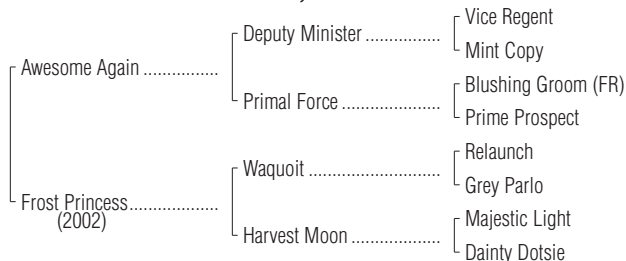 Vice Regent
Deputy Minister ..................
Mint Copy
Awesome Again ................
Blushing Groom (FR)
Primal Force .......................
Prime Prospect
Relaunch
Waquoit ..............................
Grey Parlo
Frost Princess...................
(2002)
Majestic Light
Harvest Moon .....................
Dainty Dotsie